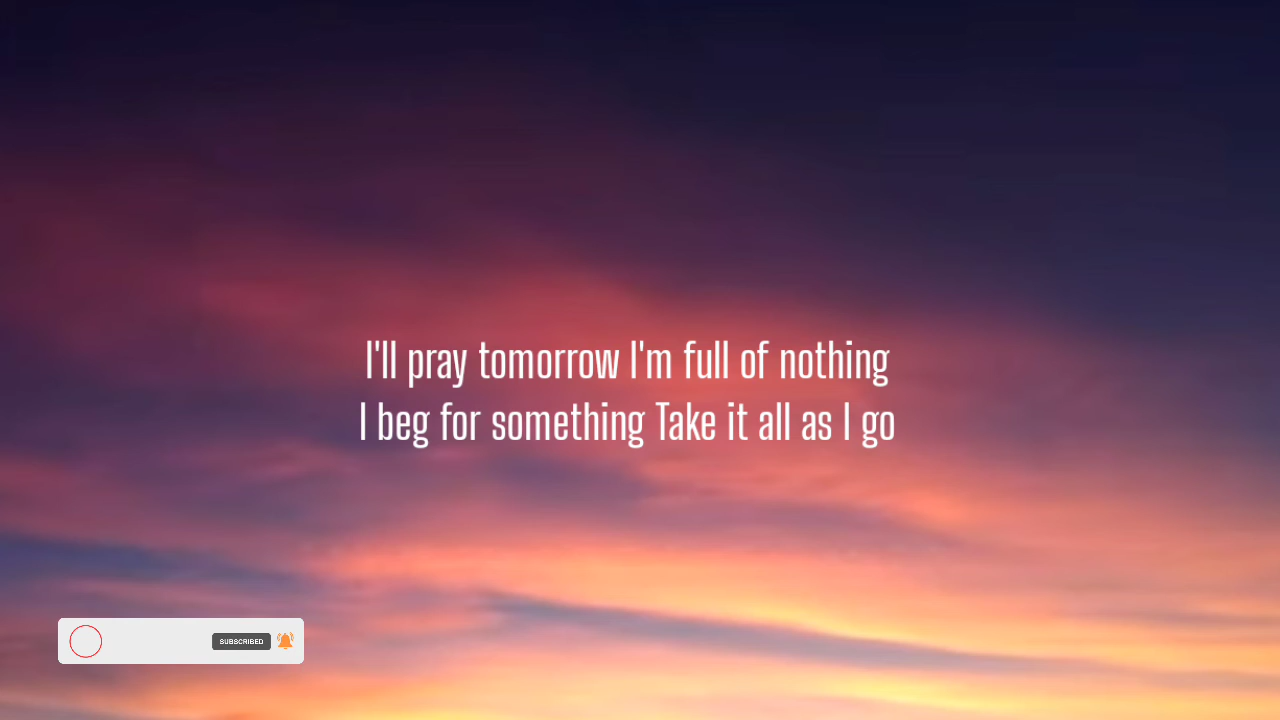 I'll pray tomorrow I'm full of nothing
I beg for something Take it all as I go
SUBSCRIBED